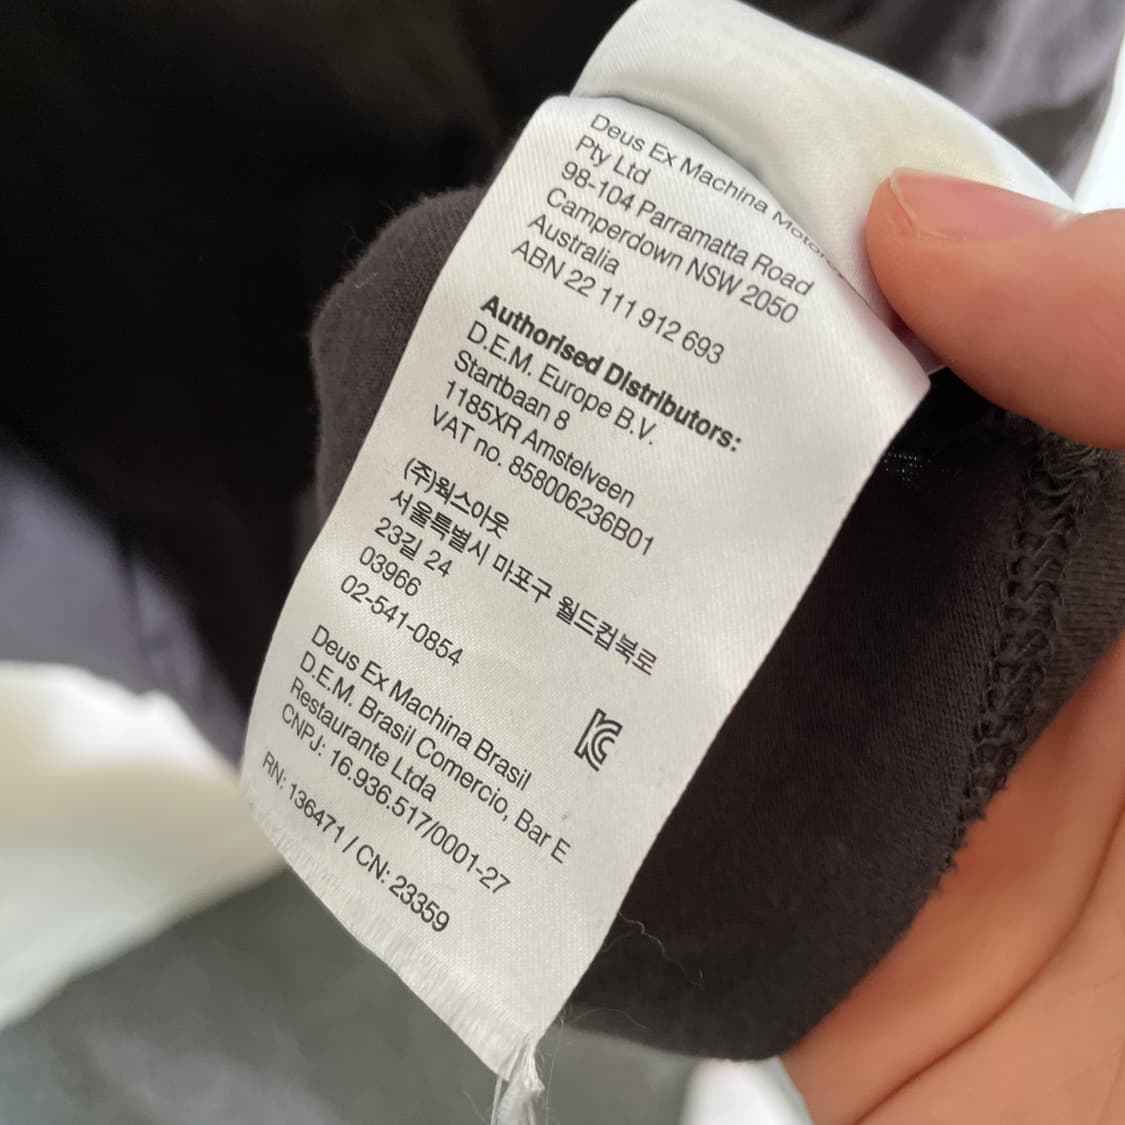 Deus Ex Machina Motor
Pty Ltd
98-104 Parramatta Road
Camperdown NSW 2050
Australia
ABN 22 111 912 693
Authorised Distributors:
D.E.M. Europe B.V.
Startbaan 8
1185XR Amstelveen
VAT no. 858006236B01
(주)웍스아웃
서울특별시 마포구 월드컵북로
23길 24
03966
02-541-0854
Deus Ex Machina Brasil
D.E.M. Brasil Comercio, Bar E
Restaurante Ltda
CNPJ: 16.936.517/0001-27
RN: 136471 / CN: 23359